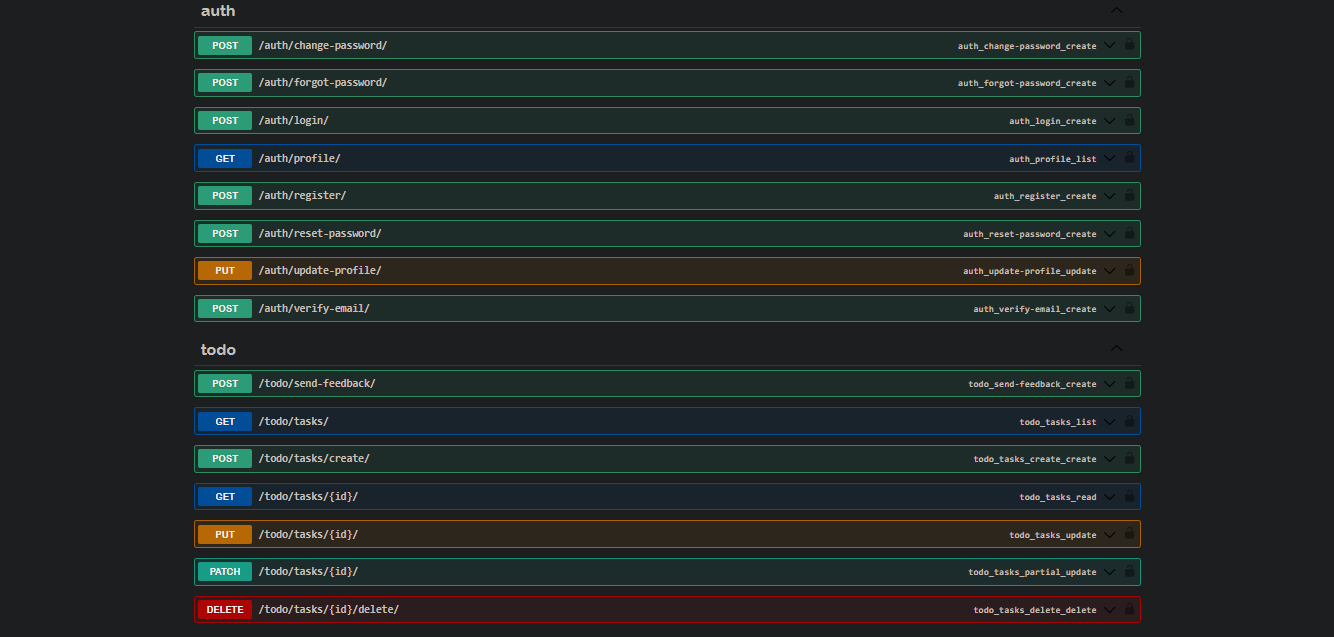 auth
POST /auth/change-password/ auth_change-password_create
POST /auth/forgot-password/ auth_forgot-password_create
POST /auth/login/ auth_login_create
GET /auth/profile/ auth_profile_list
POST /auth/register/ auth_register_create
POST /auth/reset-password/ auth_reset-password_create
PUT /auth/update-profile/ auth_update-profile_update
POST /auth/verify-email/ auth_verify-email_create
todo
POST /todo/send-feedback/ todo_send-feedback_create
GET /todo/tasks/ todo_tasks_list
POST /todo/tasks/create/ todo_tasks_create_create
GET /todo/tasks/{id}/ todo_tasks_read
PUT /todo/tasks/{id}/ todo_tasks_update
PATCH /todo/tasks/{id}/ todo_tasks_partial_update
DELETE /todo/tasks/{id}/delete/ todo_tasks_delete_delete